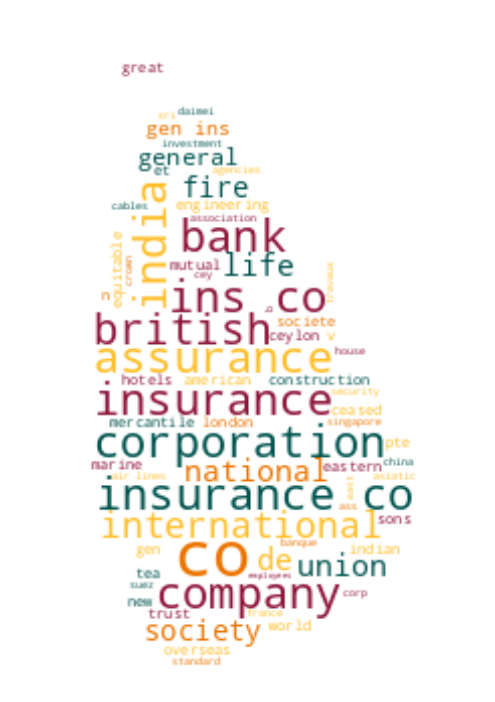 great
sri daimei
gen ins
investment
general
et agencies
fire
cables engineering
association
india
bank
equitable
crown
mutual life
cey
travaux
n ins co
british societe
ceylon v
assurance house
hotels american construction
insurance security
ceased
mercantile london singapore
corporation pte
marine eastern china
air lines national asiatic
insurance co
east
ass
international sons
banque
gen co de indian
union
tea employees
suez company corp
new
trust france
society world
overseas
standard